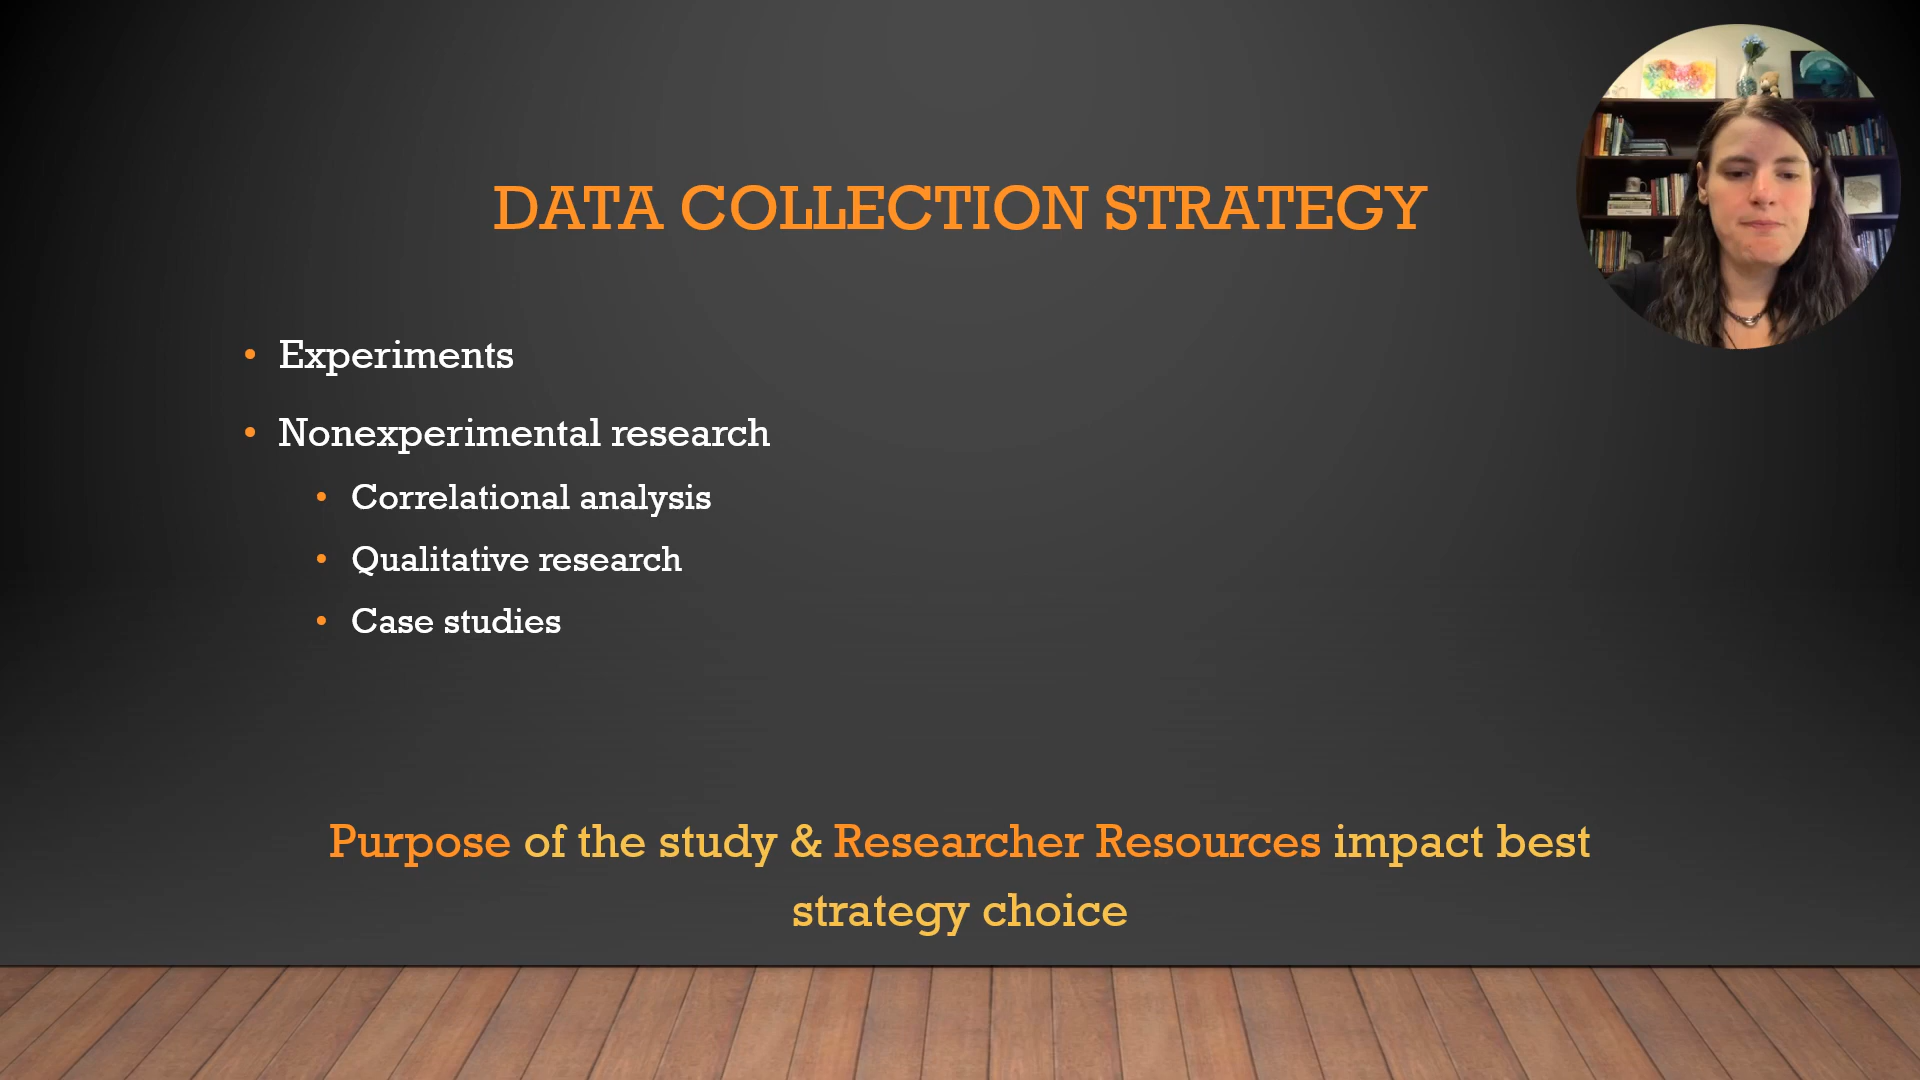 DATA COLLECTION STRATEGY
• Experiments
• Nonexperimental research
• Correlational analysis
• Qualitative research
• Case studies
Purpose of the study & Researcher Resources impact best
strategy choice